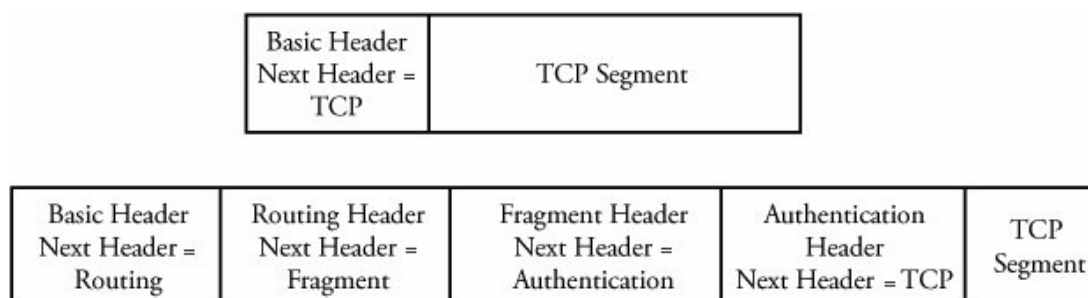 Basic Header
Next Header =
TCP
TCP Segment
Basic Header
Next Header =
Routing
Routing Header
Next Header =
Fragment
Fragment Header
Next Header =
Authentication
Authentication
Header
Next Header = TCP
TCP
Segment